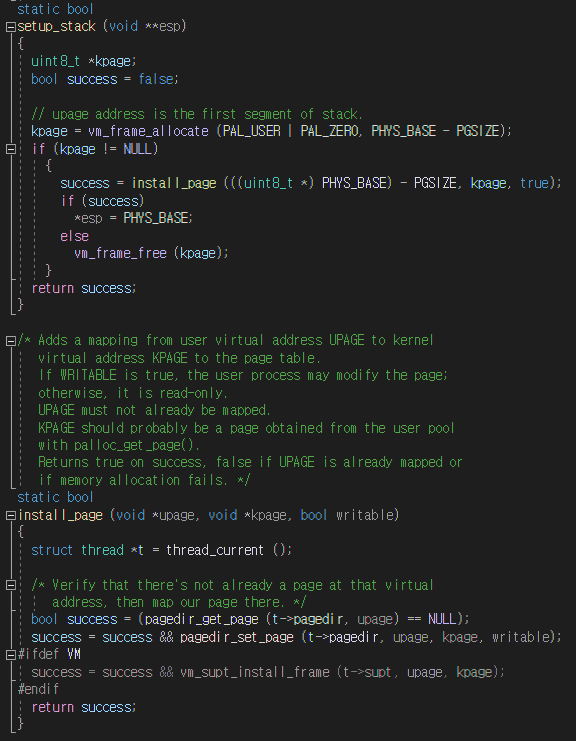 static bool
setup_stack (void **esp)
{
  uint8_t *kpage;
  bool success = false;

  // upage address is the first segment of stack.
  kpage = vm_frame_allocate (PAL_USER | PAL_ZERO, PHYS_BASE - PGSIZE);
  if (kpage != NULL)
    {
      success = install_page (((uint8_t *) PHYS_BASE) - PGSIZE, kpage, true);
      if (success)
        *esp = PHYS_BASE;
      else
        vm_frame_free (kpage);
    }
  return success;
}

/* Adds a mapping from user virtual address UPAGE to kernel
   virtual address KPAGE to the page table.
   If WRITABLE is true, the user process may modify the page;
   otherwise, it is read-only.
   UPAGE must not already be mapped.
   KPAGE should probably be a page obtained from the user pool
   with palloc_get_page().
   Returns true on success, false if UPAGE is already mapped or
   if memory allocation fails. */
static bool
install_page (void *upage, void *kpage, bool writable)
{
  struct thread *t = thread_current ();

  /* Verify that there's not already a page at that virtual
     address, then map our page there. */
  bool success = (pagedir_get_page (t->pagedir, upage) == NULL);
  success = success && pagedir_set_page (t->pagedir, upage, kpage, writable);
#ifdef VM
  success = success && vm_supt_install_frame (t->supt, upage, kpage);
#endif
  return success;
}